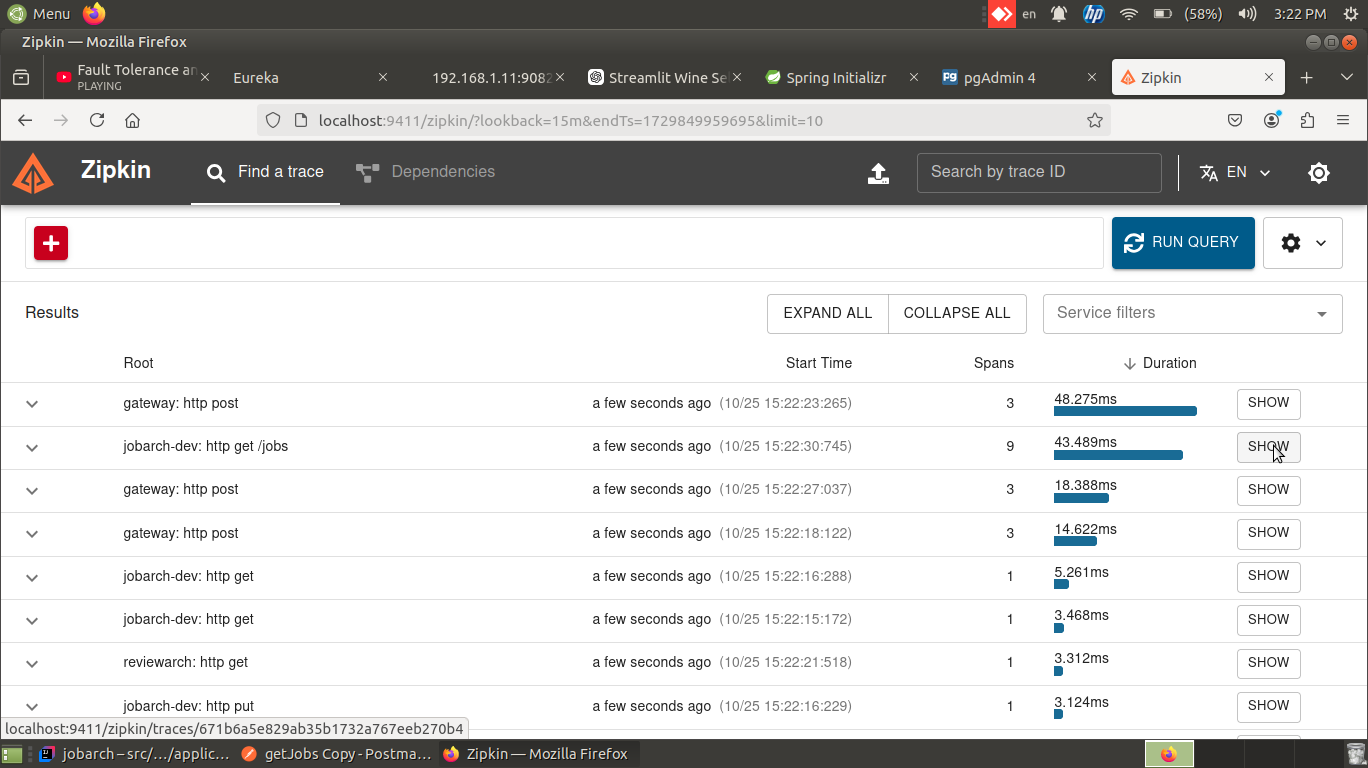 Menu
en
hp
(58%)
3:22 PM
Zipkin — Mozilla Firefox
Fault Tolerance an
PLAYING
Eureka
192.168.1.11:9082
Streamlit Wine Se
Spring Initializr
pgAdmin 4
Zipkin
localhost:9411/zipkin/?lookback=15m&endTs=1729849959695&limit=10
Zipkin
Find a trace
Dependencies
Search by trace ID
EN
RUN QUERY
Results
EXPAND ALL
COLLAPSE ALL
Service filters
Root Start Time Spans Duration
gateway: http post a few seconds ago (10/25 15:22:23:265) 3 48.275ms SHOW
jobarch-dev: http get /jobs a few seconds ago (10/25 15:22:30:745) 9 43.489ms SHOW
gateway: http post a few seconds ago (10/25 15:22:27:037) 3 18.388ms SHOW
gateway: http post a few seconds ago (10/25 15:22:18:122) 3 14.622ms SHOW
jobarch-dev: http get a few seconds ago (10/25 15:22:16:288) 1 5.261ms SHOW
jobarch-dev: http get a few seconds ago (10/25 15:22:15:172) 1 3.468ms SHOW
reviewarch: http get a few seconds ago (10/25 15:22:21:518) 1 3.312ms SHOW
jobarch-dev: http put a few seconds ago (10/25 15:22:16:229) 1 3.124ms SHOW
localhost:9411/zipkin/traces/671b6a5e829ab35b1732a767eeb270b4
jobarch – src/.../applic...
getJobs Copy - Postma...
Zipkin — Mozilla Firefox